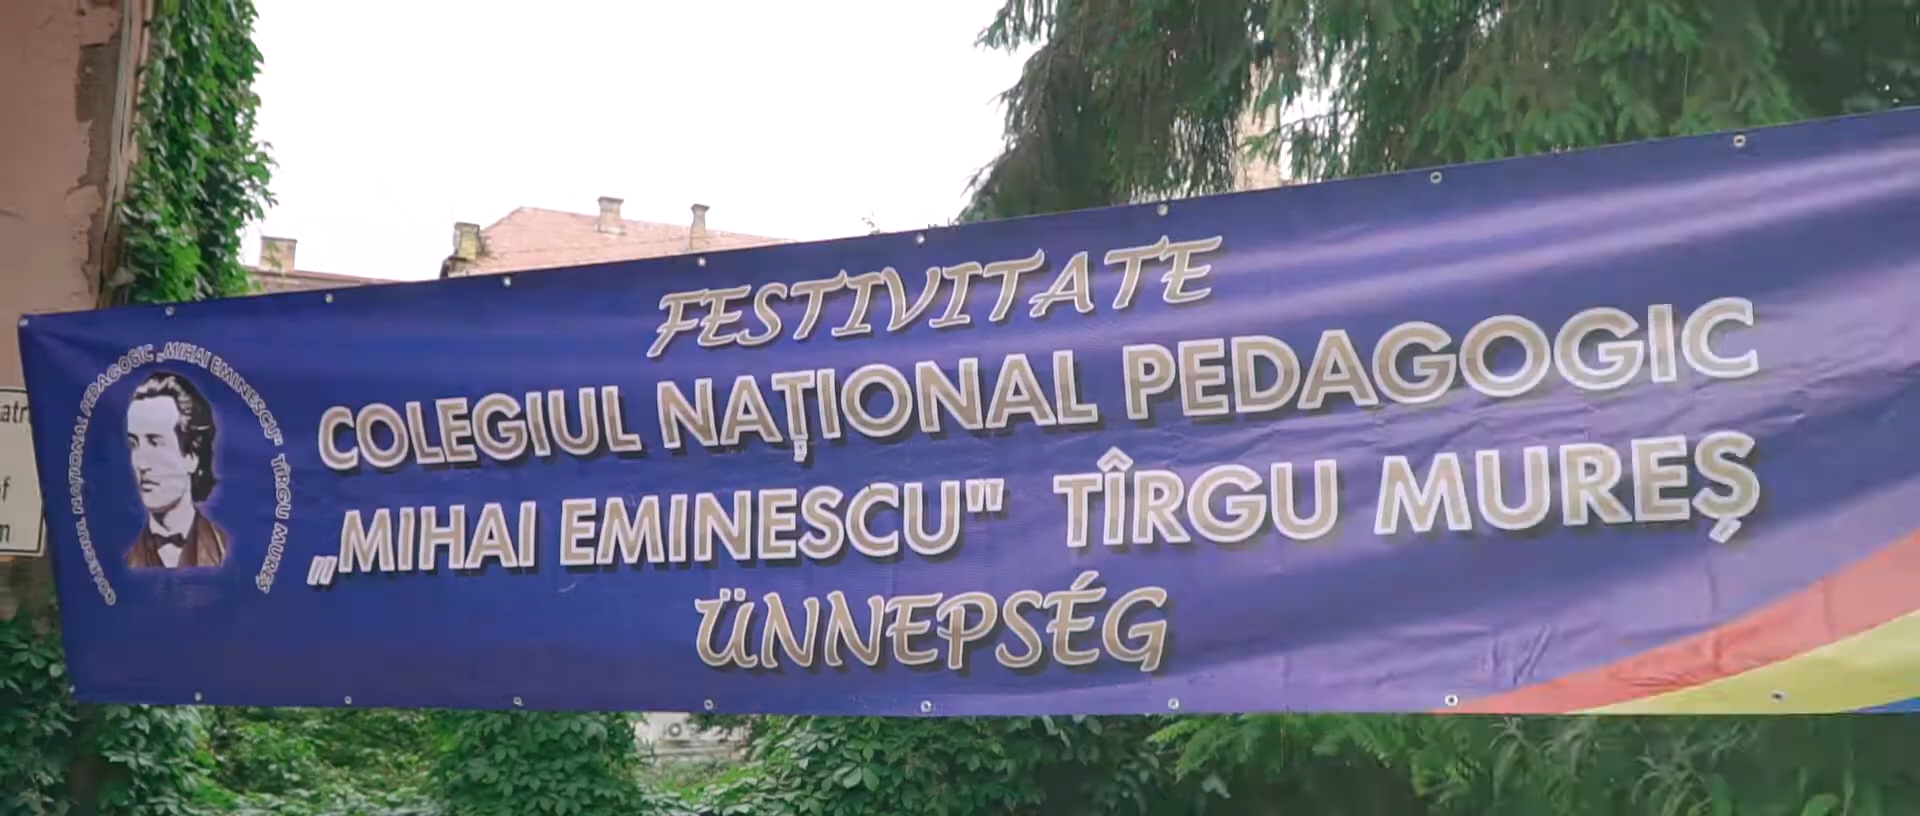 FESTIVITATE
COLEGIUL NAȚIONAL PEDAGOGIC
„MIHAI EMINESCU" TÎRGU MUREȘ
ÜNNEPSÉG
COLEGIUL NAȚIONAL PEDAGOGIC „MIHAI EMINESCU" TÎRGU MUREȘ